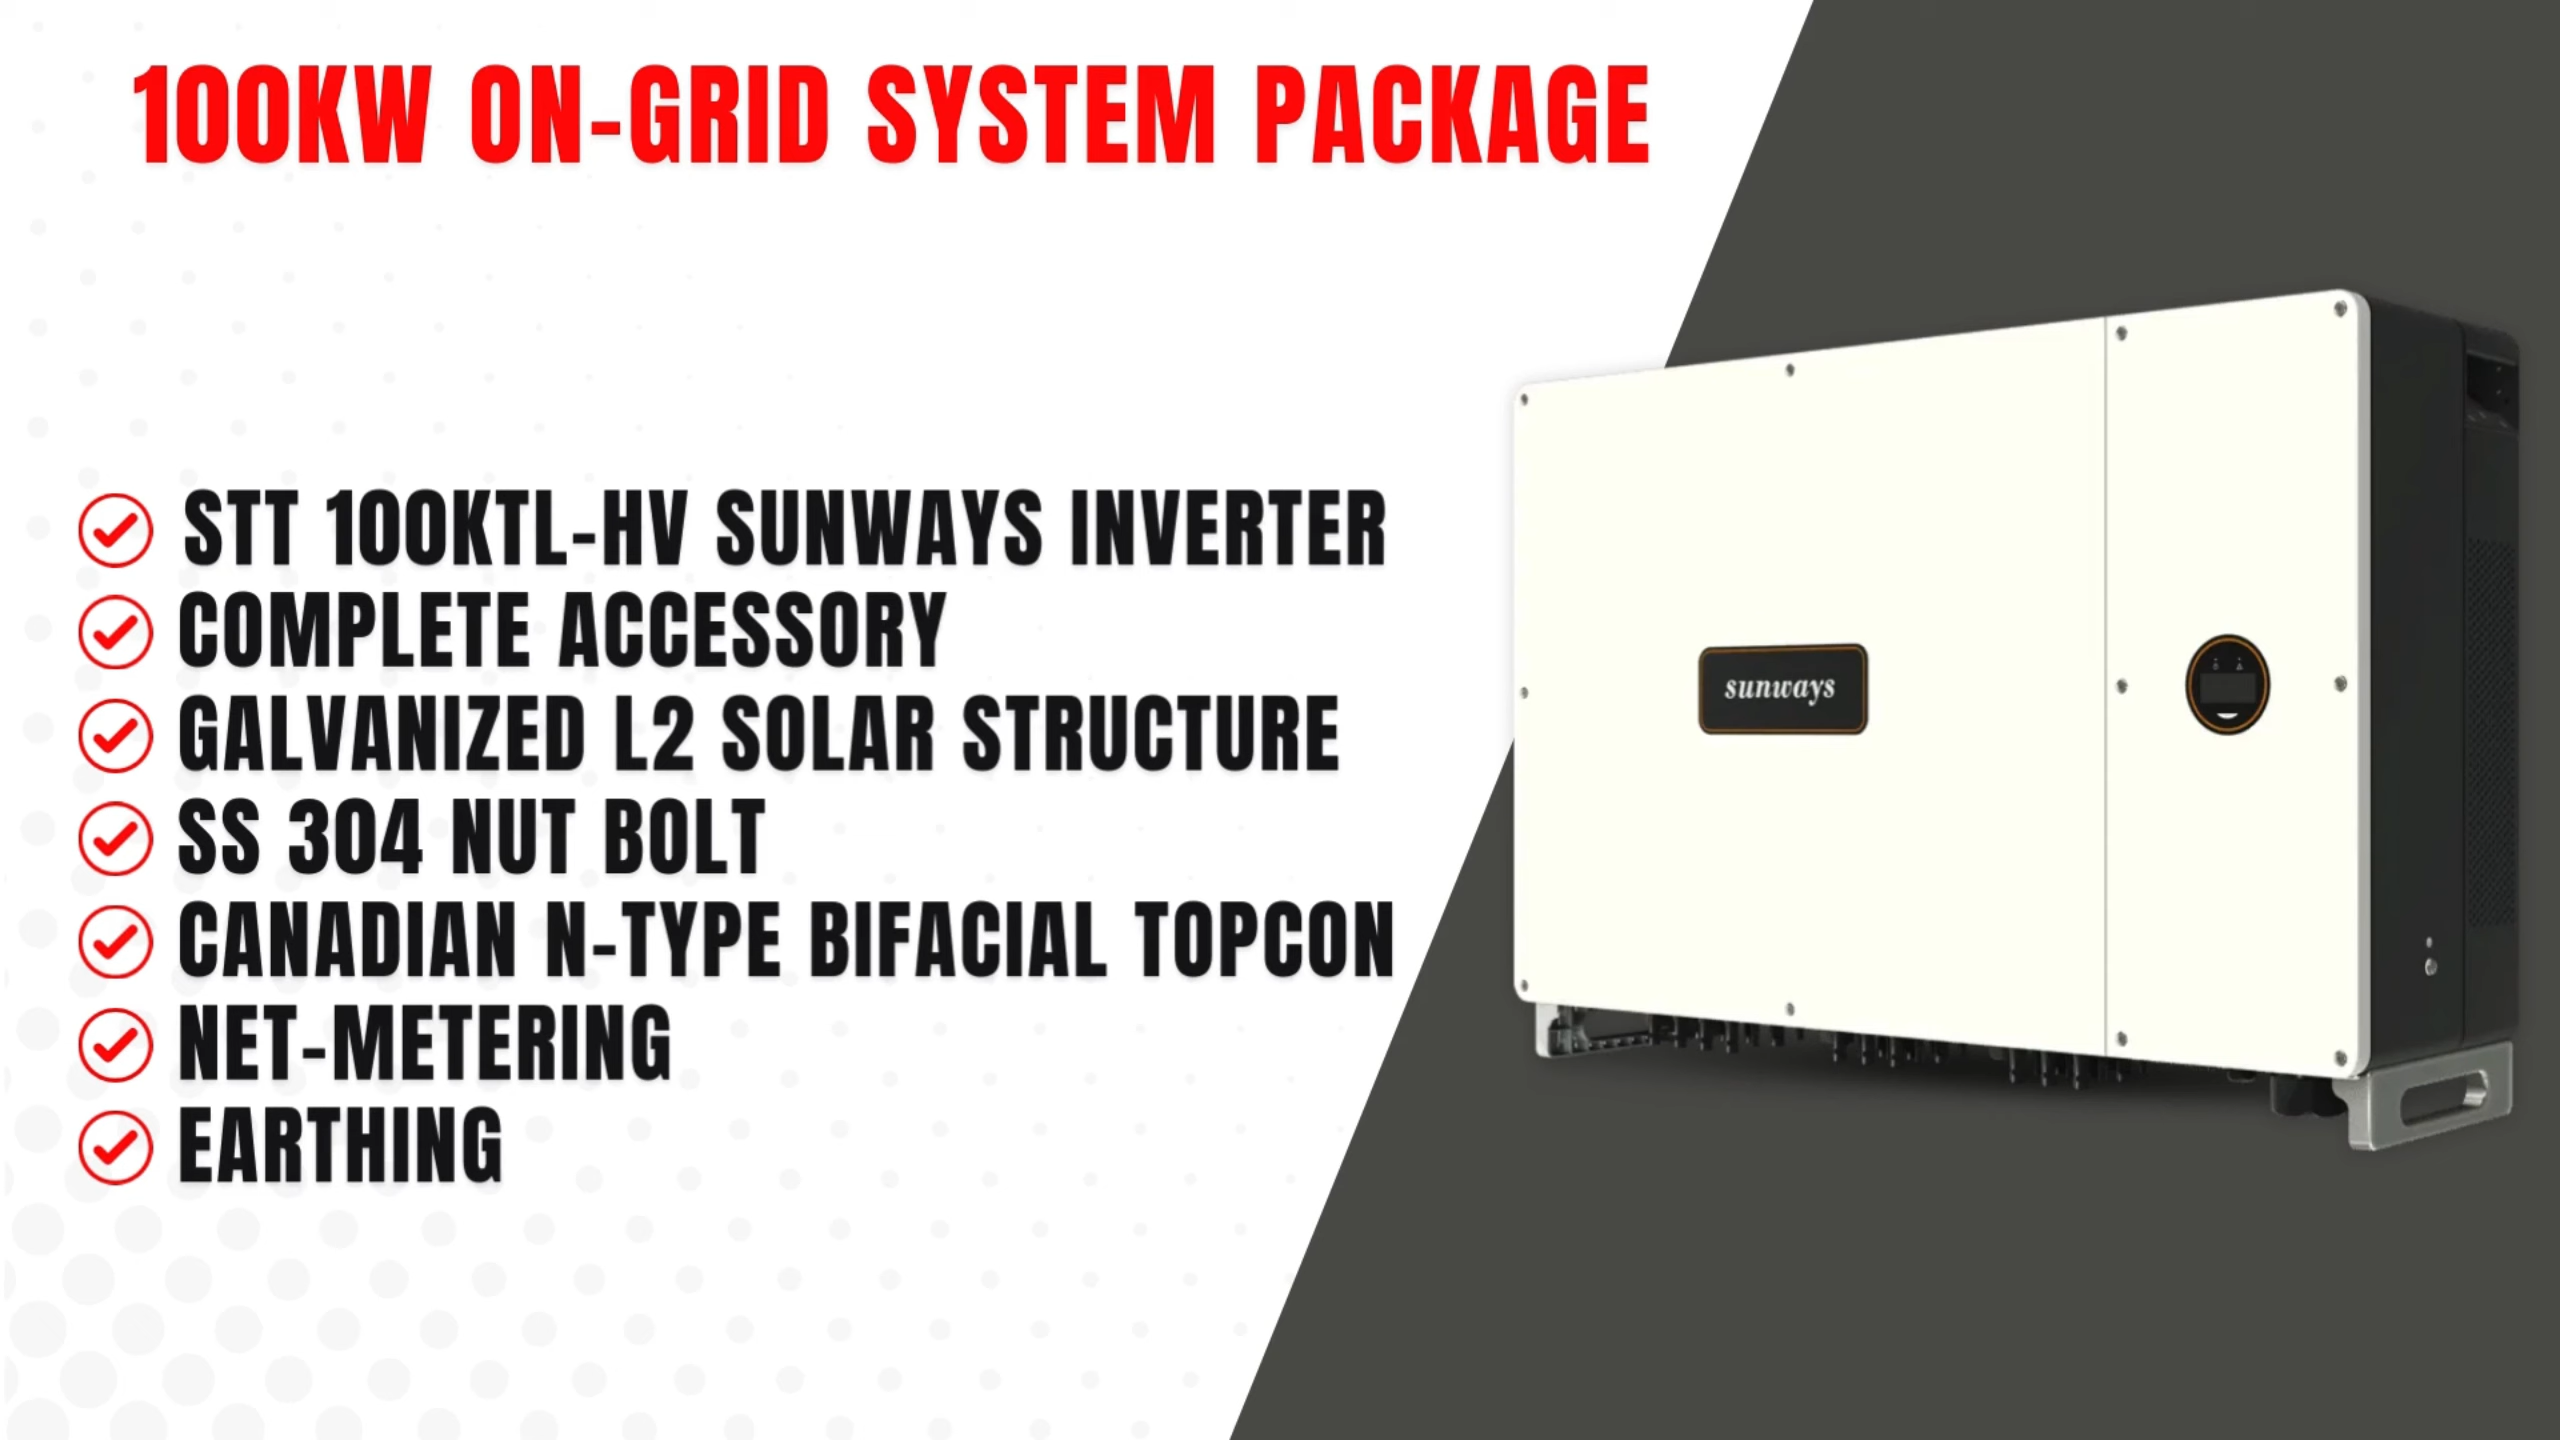 100KW ON-GRID SYSTEM PACKAGE
STT 100KTL-HV SUNWAYS INVERTER
COMPLETE ACCESSORY
GALVANIZED L2 SOLAR STRUCTURE
SS 304 NUT BOLT
CANADIAN N-TYPE BIFACIAL TOPCON
NET-METERING
EARTHING
sunways